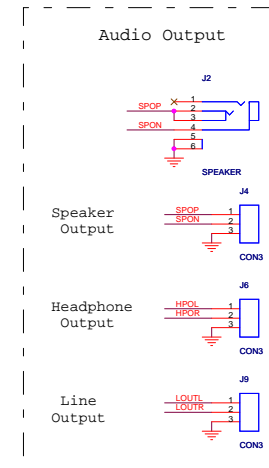 Audio Output
J2
1
SPOP 2
3
SPON 4
5
6
SPEAKER
J4
Speaker
Output
SPOP 1
SPON 2
3
CON3
J6
Headphone
Output
HPOL 1
HPOR 2
3
CON3
J9
Line
Output
LOUTL 1
LOUTR 2
3
CON3